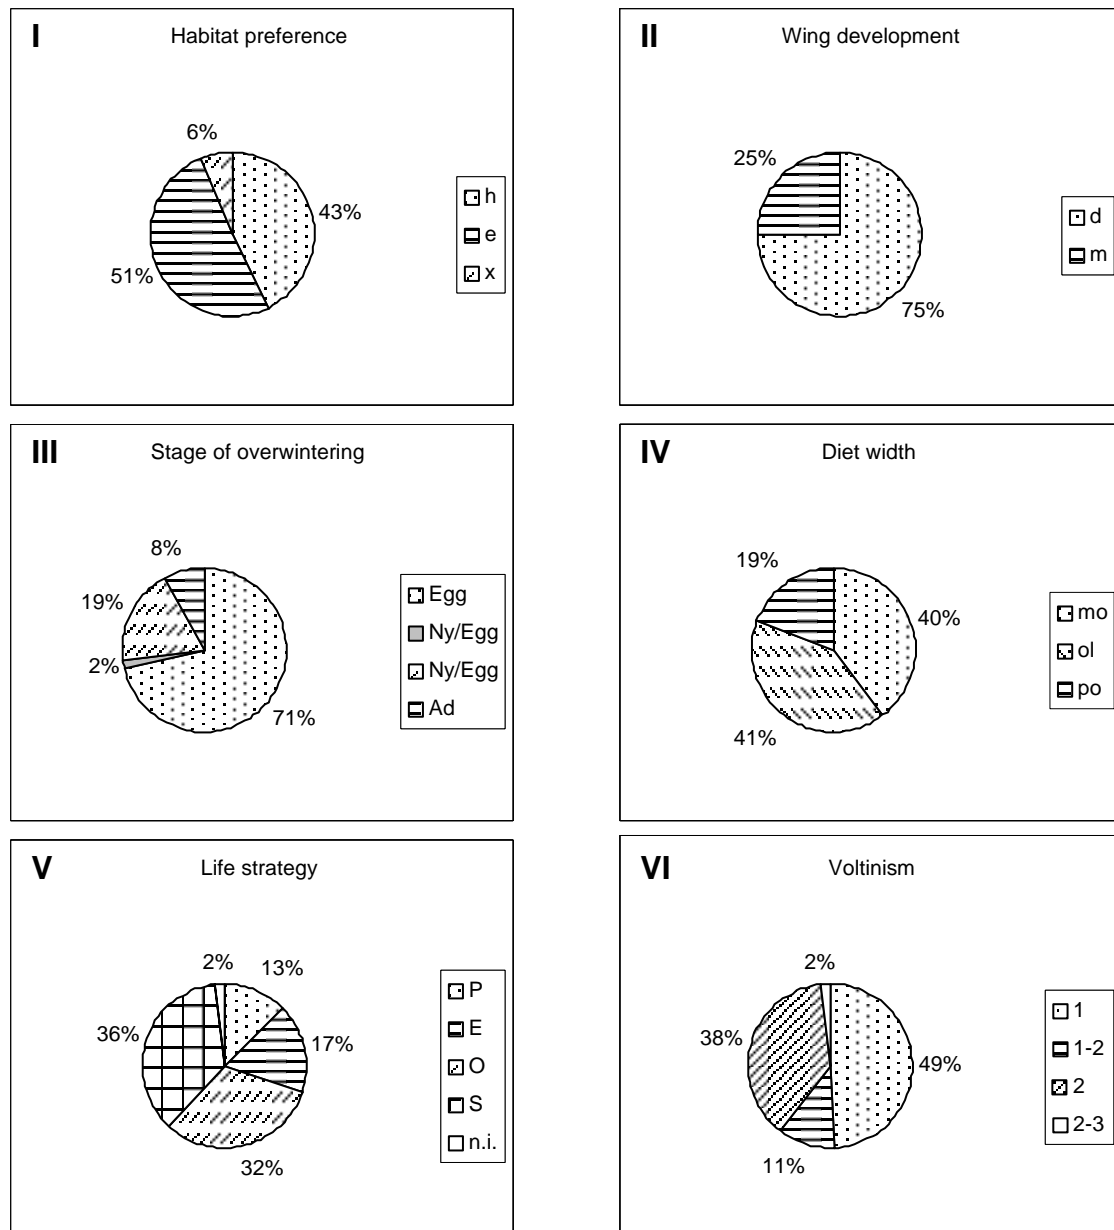 I
Habitat preference
6%
43%
51%
h
e
x
II
Wing development
25%
75%
d
m
III
Stage of overwintering
8%
19%
2%
71%
Egg
Ny/Egg
Ny/Egg
Ad
IV
Diet width
19%
40%
41%
mo
ol
po
V
Life strategy
2%
13%
36%
17%
32%
P
E
O
S
n.i.
VI
Voltinism
2%
38%
49%
11%
1
1-2
2
2-3